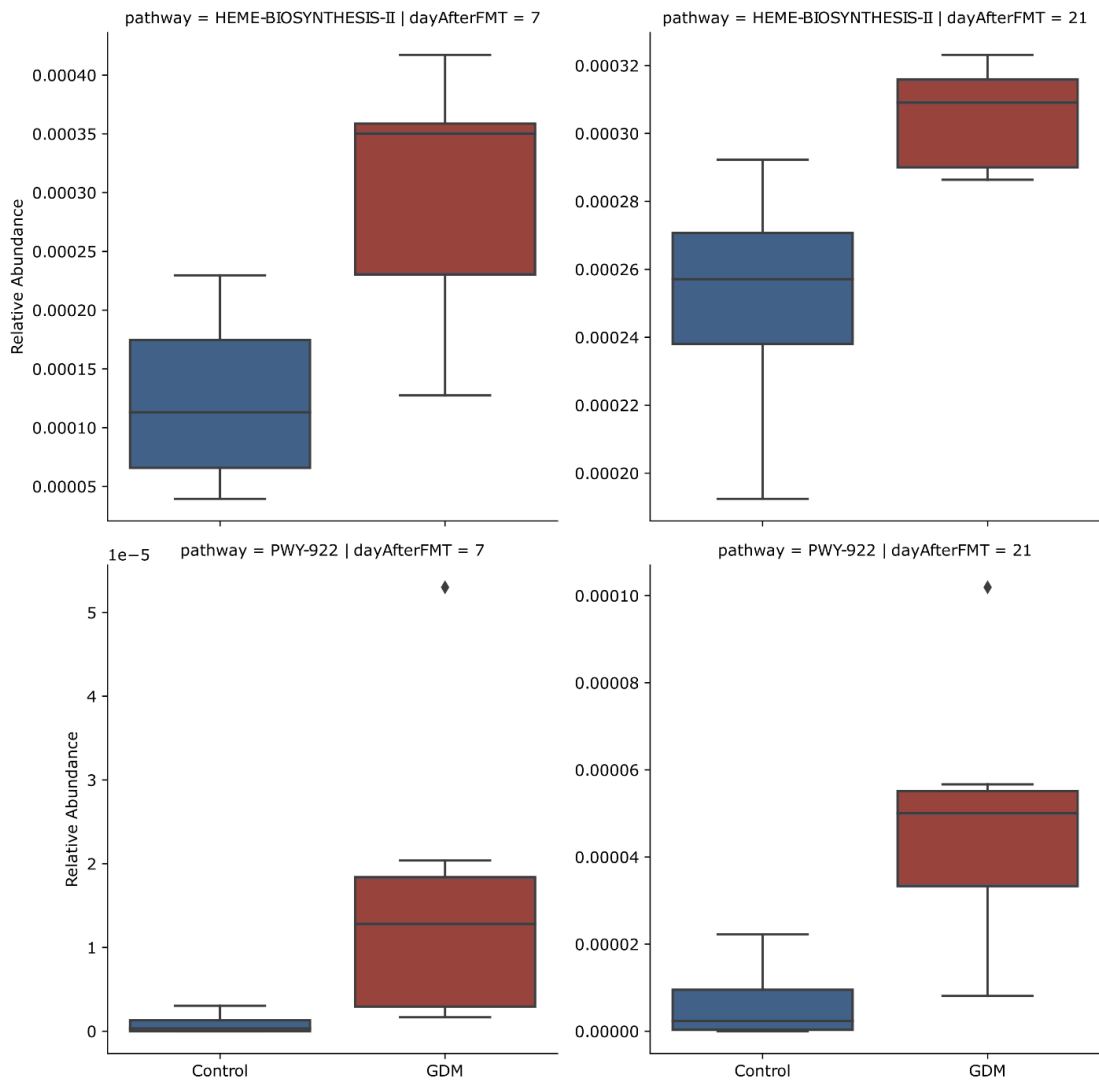 pathway = HEME-BIOSYNTHESIS-II | dayAfterFMT = 7
pathway = HEME-BIOSYNTHESIS-II | dayAfterFMT = 21
0.00040
0.00035
0.00030
0.00025
0.00020
0.00015
0.00010
0.00005
Relative Abundance
0.00032
0.00030
0.00028
0.00026
0.00024
0.00022
0.00020
1e−5
pathway = PWY-922 | dayAfterFMT = 7
pathway = PWY-922 | dayAfterFMT = 21
5
4
3
2
1
0
Relative Abundance
Control
GDM
0.00010
0.00008
0.00006
0.00004
0.00002
0.00000
Control
GDM